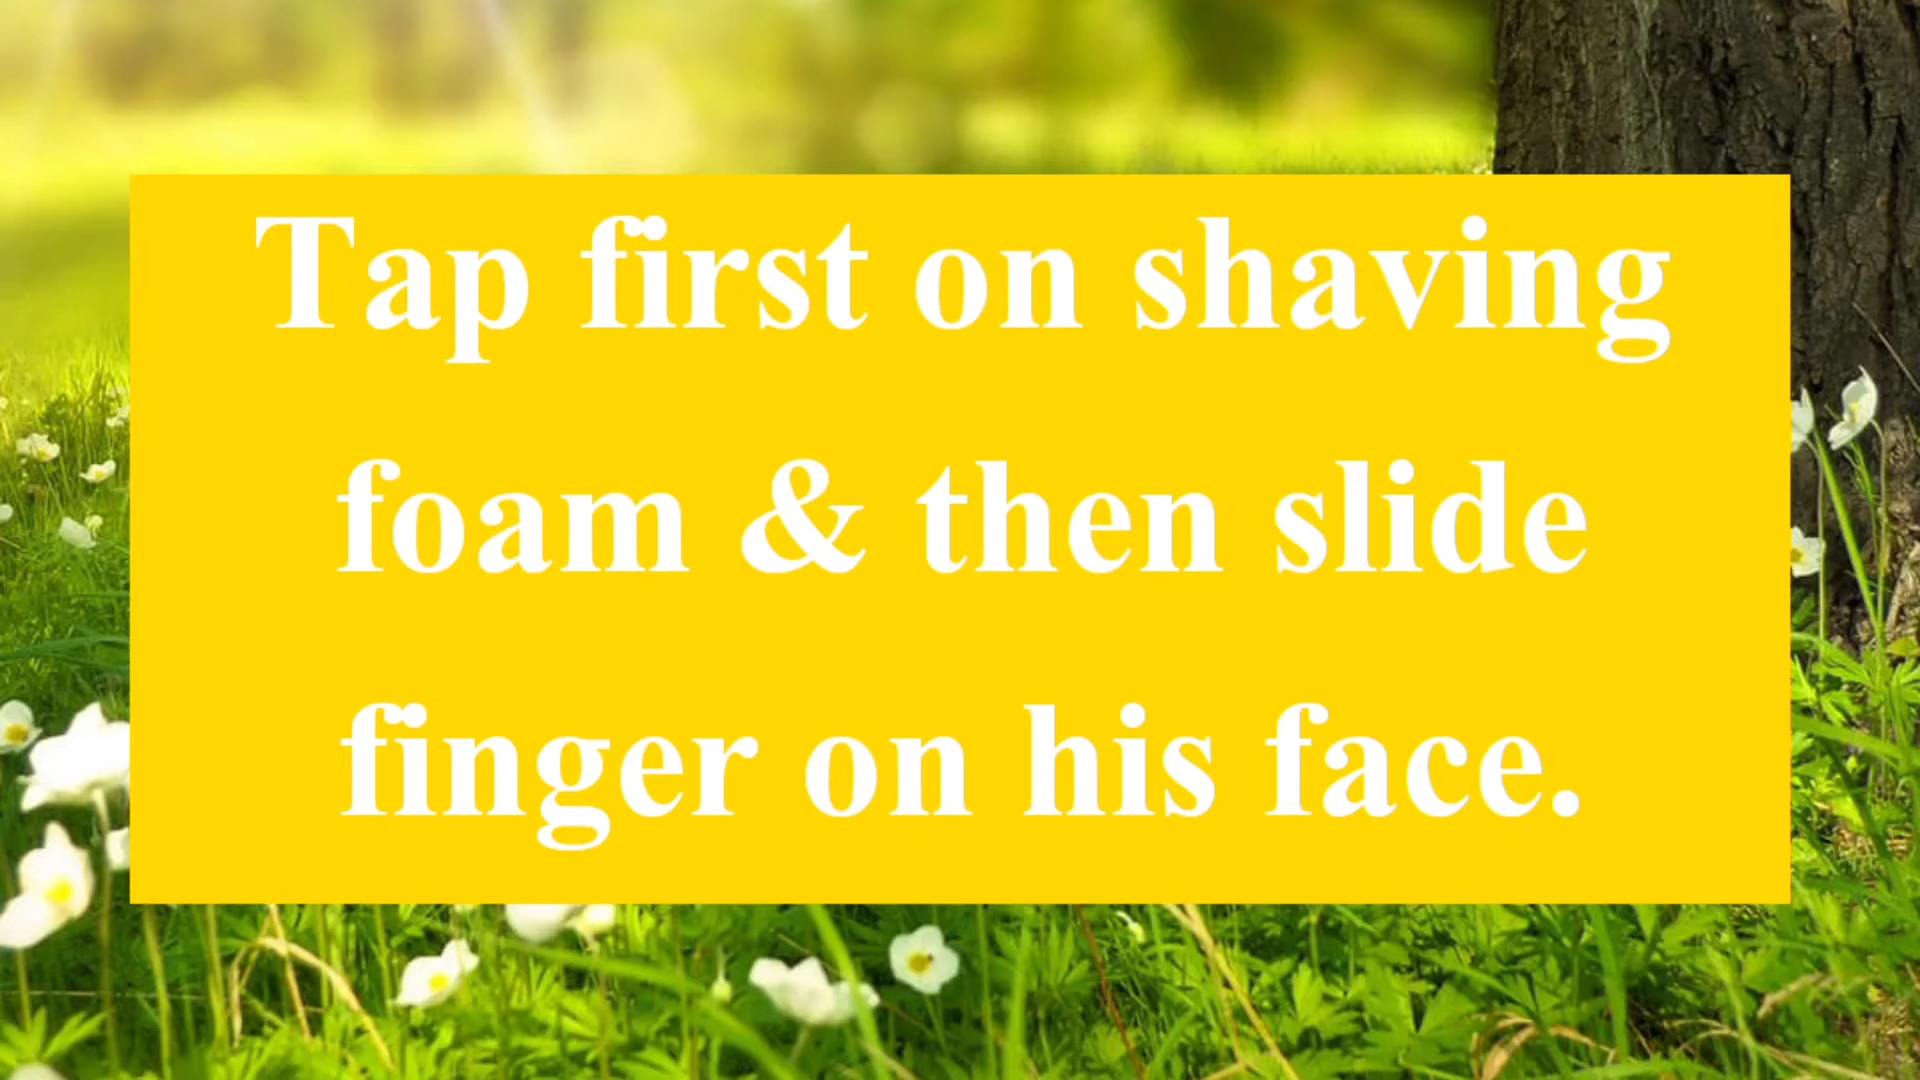 Tap first on shaving
foam & then slide
finger on his face.